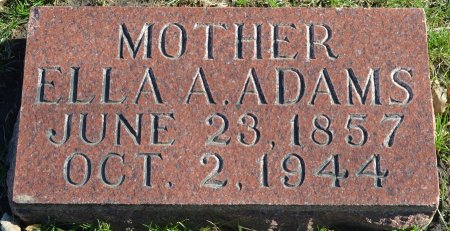 MOTHER
ELLA A. ADAMS
JUNE 23, 1857
OCT. 2, 1944